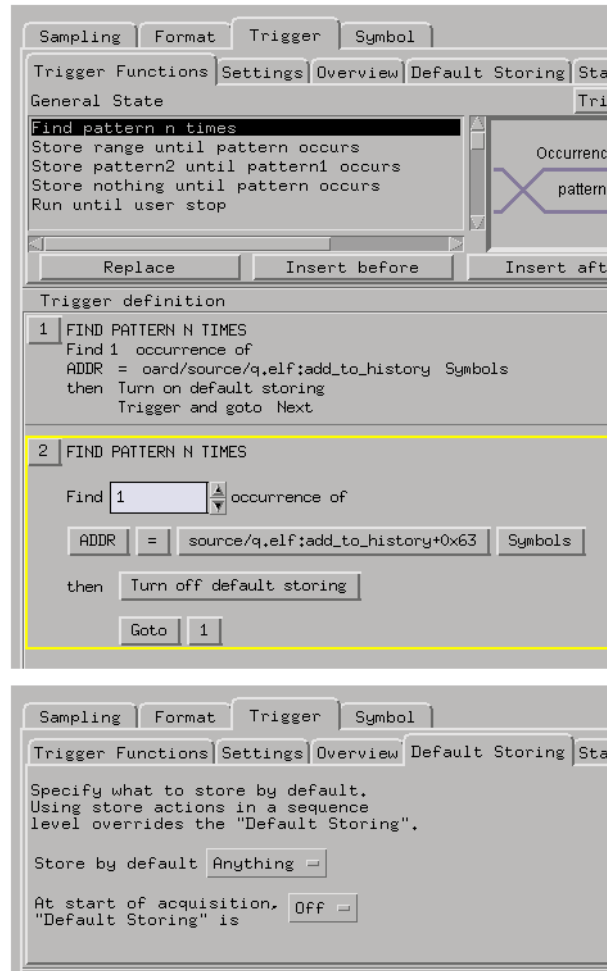 Sampling Format Trigger Symbol
Trigger Functions Settings Overview Default Storing
General State
Find pattern n times
Store range until pattern occurs
Store pattern2 until pattern1 occurs
Store nothing until pattern occurs
Run until user stop
pattern
Replace Insert before Insert
Trigger definition
1 FIND PATTERN N TIMES
Find 1 occurrence of
ADDR = oard/source/q.elf:add_to_history Symbols
then Turn on default storing
Trigger and goto Next
2 FIND PATTERN N TIMES
Find 1 occurrence of
ADDR = source/q.elf:add_to_history+0x63 Symbols
then Turn off default storing
Goto 1
Sampling Format Trigger Symbol
Trigger Functions Settings Overview Default Storing
Specify what to store by default.
Using store actions in a sequence
level overrides the "Default Storing".
Store by default Anything
At start of acquisition, Off
"Default Storing" is